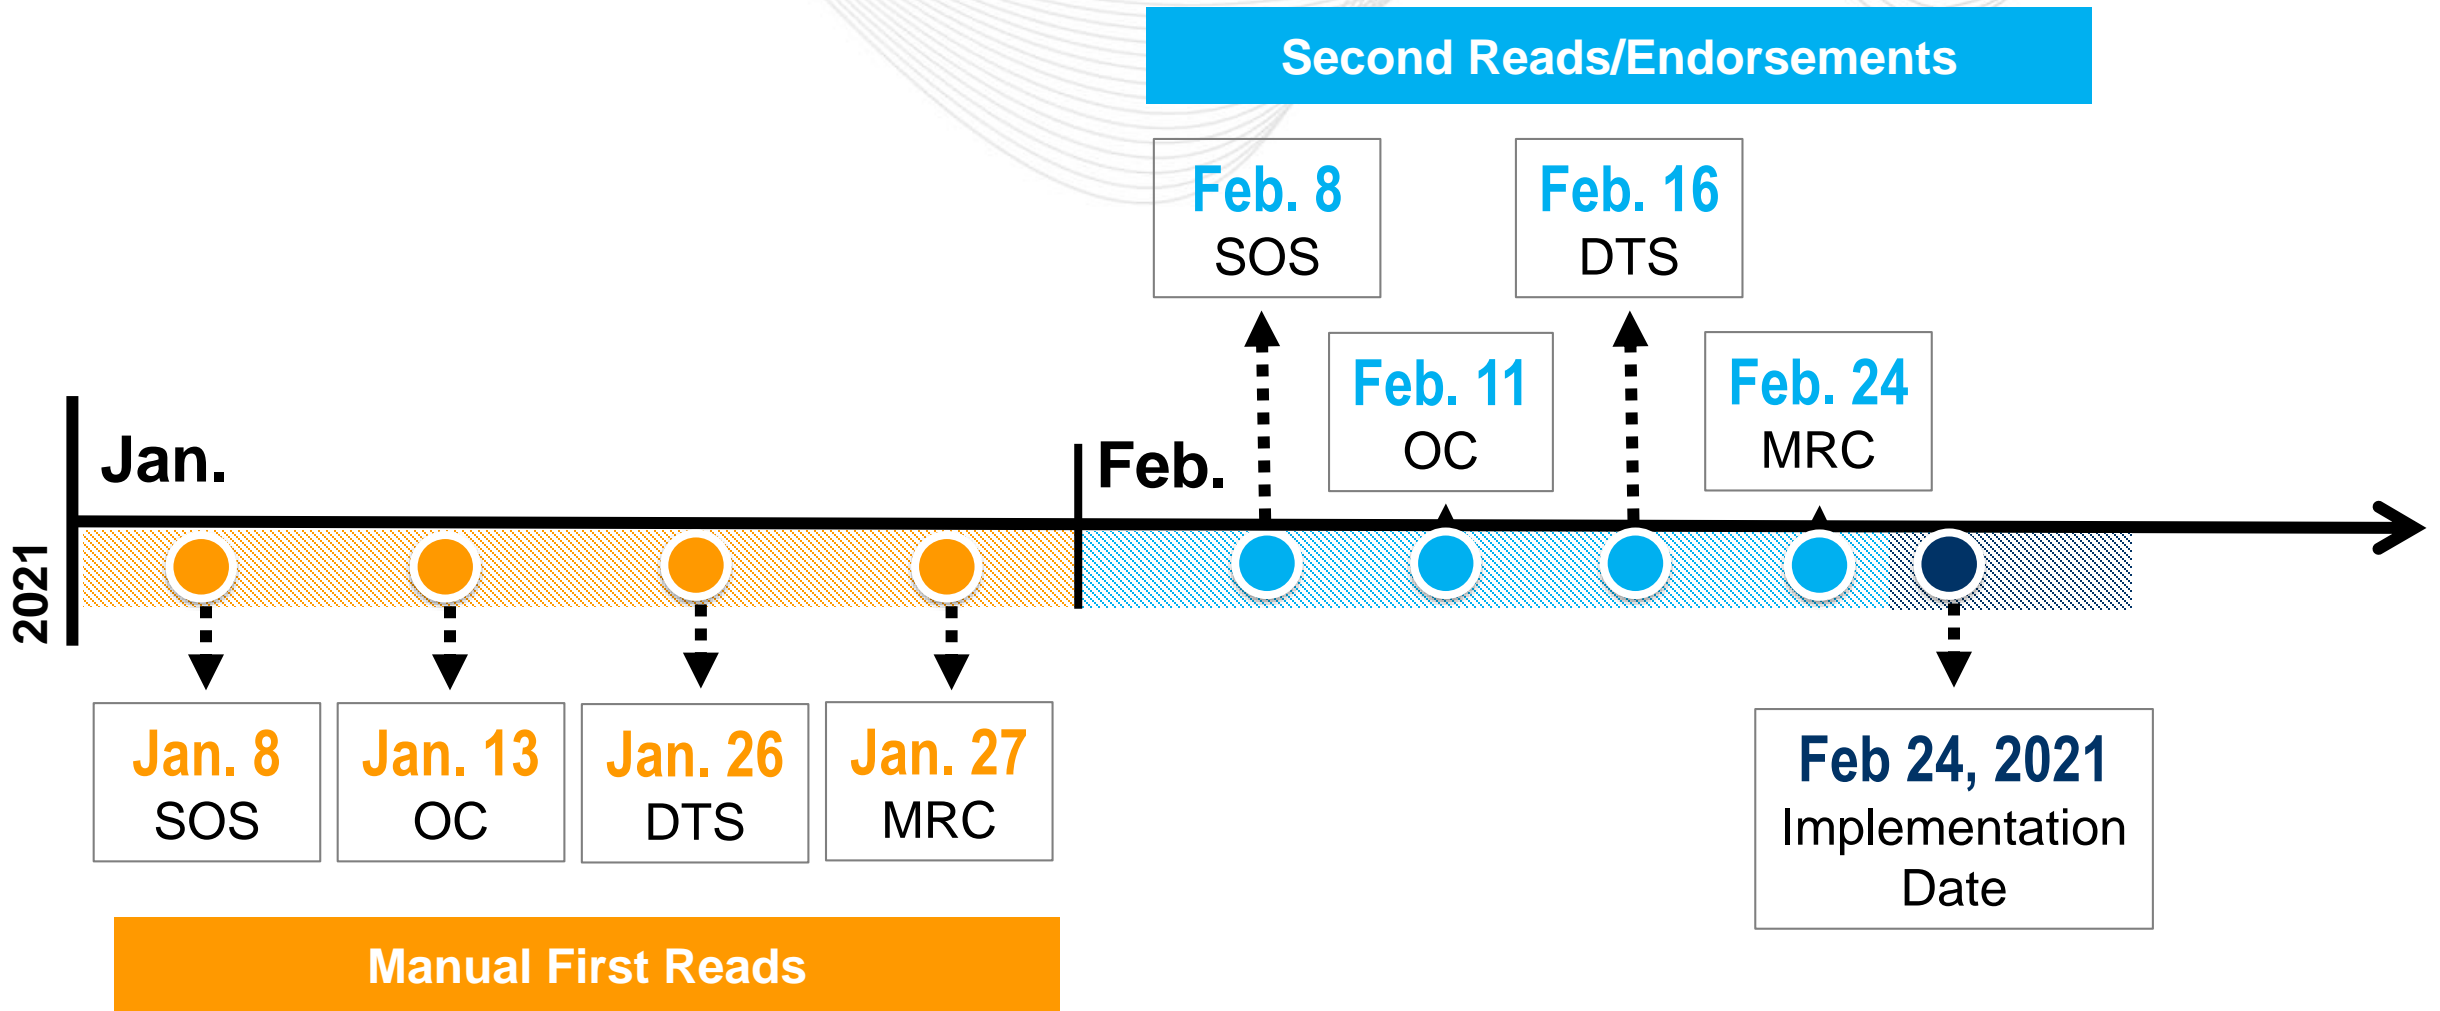 Second Reads/Endorsements
Feb. 8
SOS
Feb. 16
DTS
Feb. 11
OC
Feb. 24
MRC
Jan.
Feb.
2021
Jan. 8
SOS
Jan. 13
OC
Jan. 26
DTS
Jan. 27
MRC
Feb 24, 2021
Implementation
Date
Manual First Reads